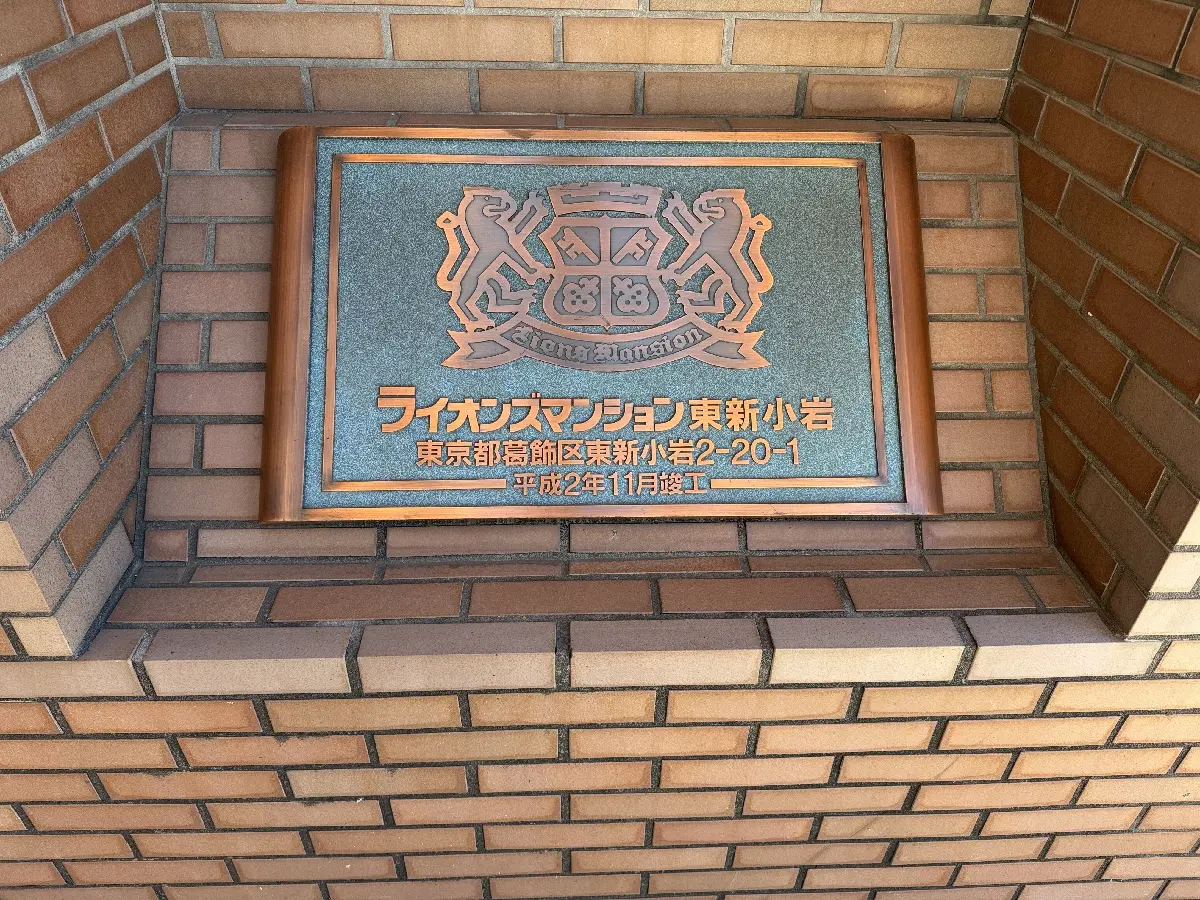 Lions Mansion
ライオンズマンション東新小岩
東京都葛飾区東新小岩2-20-1
平成2年11月竣工